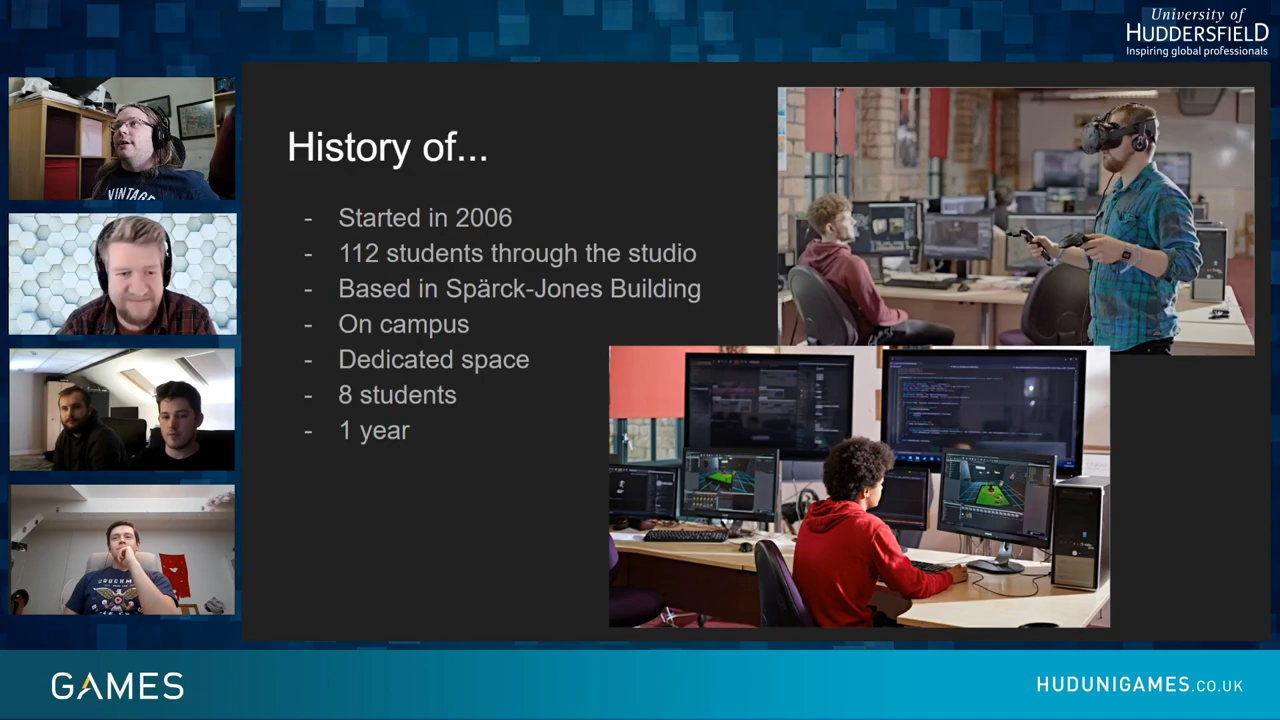 University of
HUDDERSFIELD
Inspiring global professionals
History of...
- Started in 2006
- 112 students through the studio
- Based in Spärck-Jones Building
- On campus
- Dedicated space
- 8 students
- 1 year
VINTAGE
GAMES
HUDUNIGAMES.CO.UK